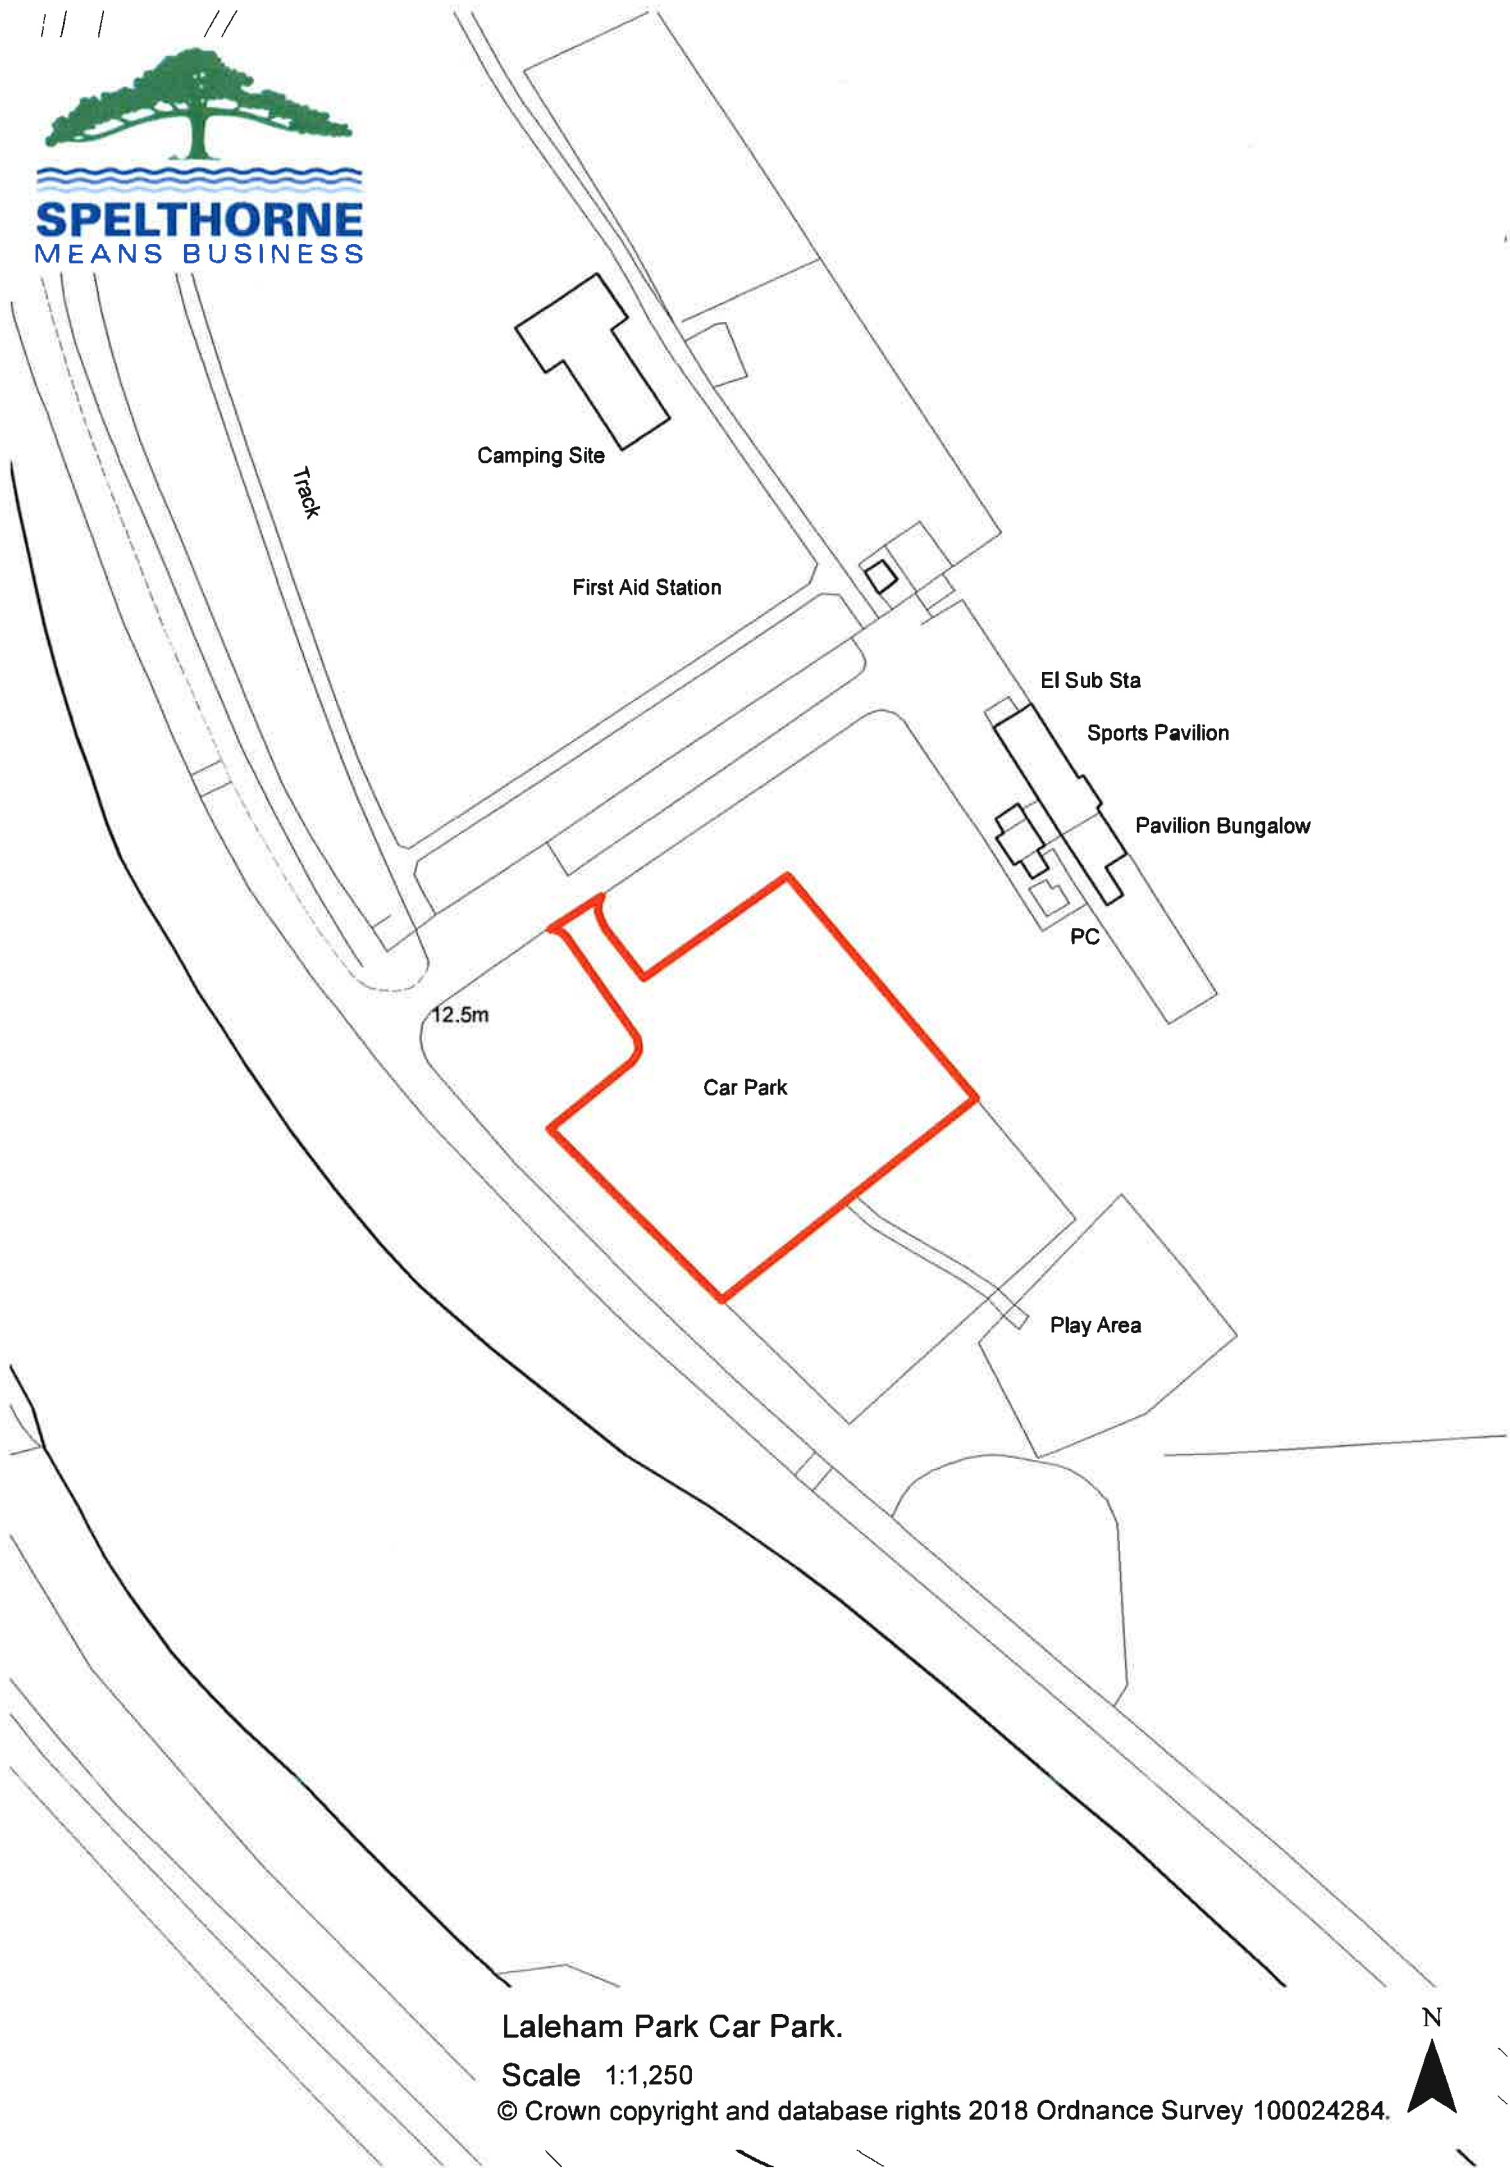 SPELTHORNE
MEANS BUSINESS
Track
Camping Site
First Aid Station
El Sub Sta
Sports Pavilion
Pavilion Bungalow
PC
12.5m
Car Park
Play Area
Laleham Park Car Park.
Scale 1:1,250
© Crown copyright and database rights 2018 Ordnance Survey 100024284.
N